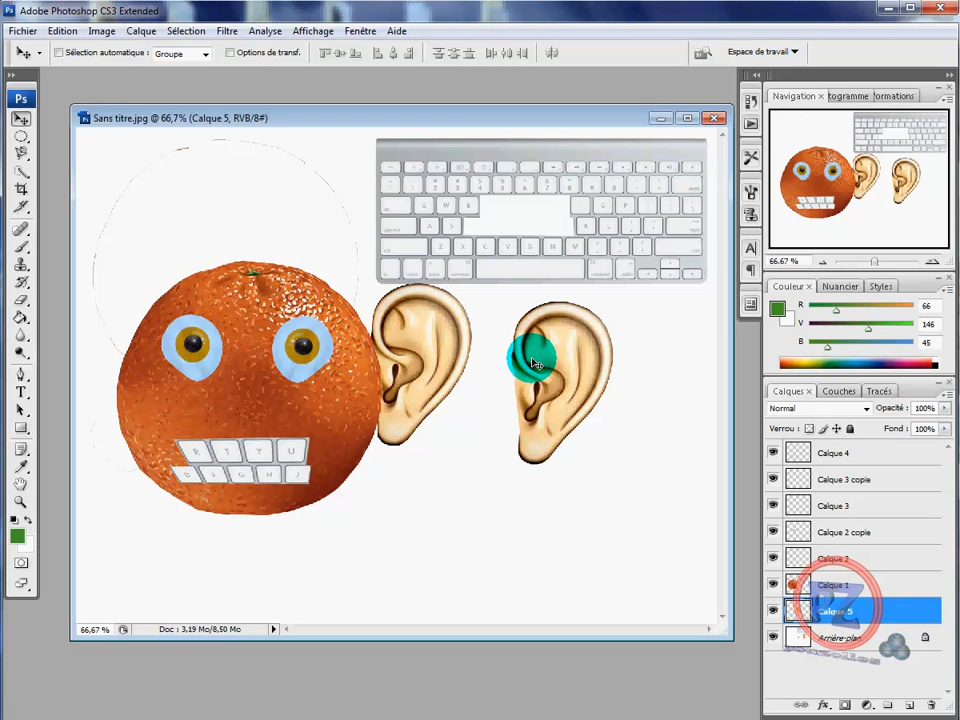 Adobe Photoshop CS3 Extended
Fichier Edition Image Calque Sélection Filtre Analyse Affichage Fenêtre Aide
Sélection automatique : Groupe Options de transf. Espace de travail
Ps
Sans titre.jpg @ 66,7% (Calque 5, RVB/8#)
Navigation togramme formations
66.67 %
Couleur Nuancier Styles
R 66
V 146
B 45
Calques Couches Tracés
Normal Opacité : 100%
Verrou : Fond : 100%
Calque 4
Calque 3 copie
Calque 3
Calque 2 copie
Calque 2
Calque 1
Calque 5
Arrière-plan
R T Y U
H J
66,67 % Doc : 3,19 Mo/8,50 Mo